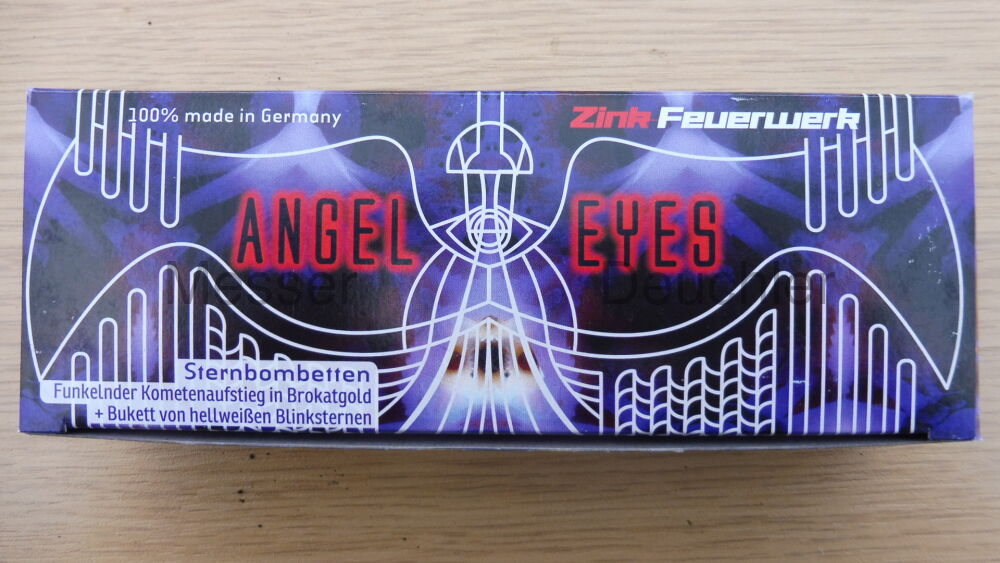 100% made in Germany
Zink Feuerwerk
ANGEL EYES
Messer Deuchler
Sternbombetten
Funkelnder Kometenaufstieg in Brokatgold
+ Bukett von hellweißen Blinksternen